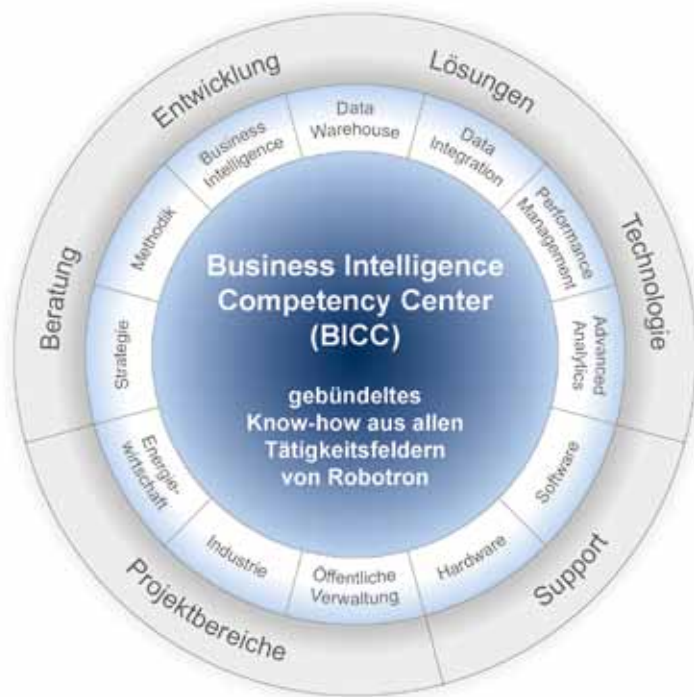 Entwicklung
Lösungen
Technologie
Support
Projektbereiche
Beratung
Business
Intelligence
Data
Warehouse
Data
Integration
Performance
Management
Advanced
Analytics
Software
Hardware
Öffentliche
Verwaltung
Industrie
Energie-
wirtschaft
Strategie
Methodik
Business Intelligence
Competency Center
(BICC)
gebündeltes
Know-how aus allen
Tätigkeitsfeldern
von Robotron